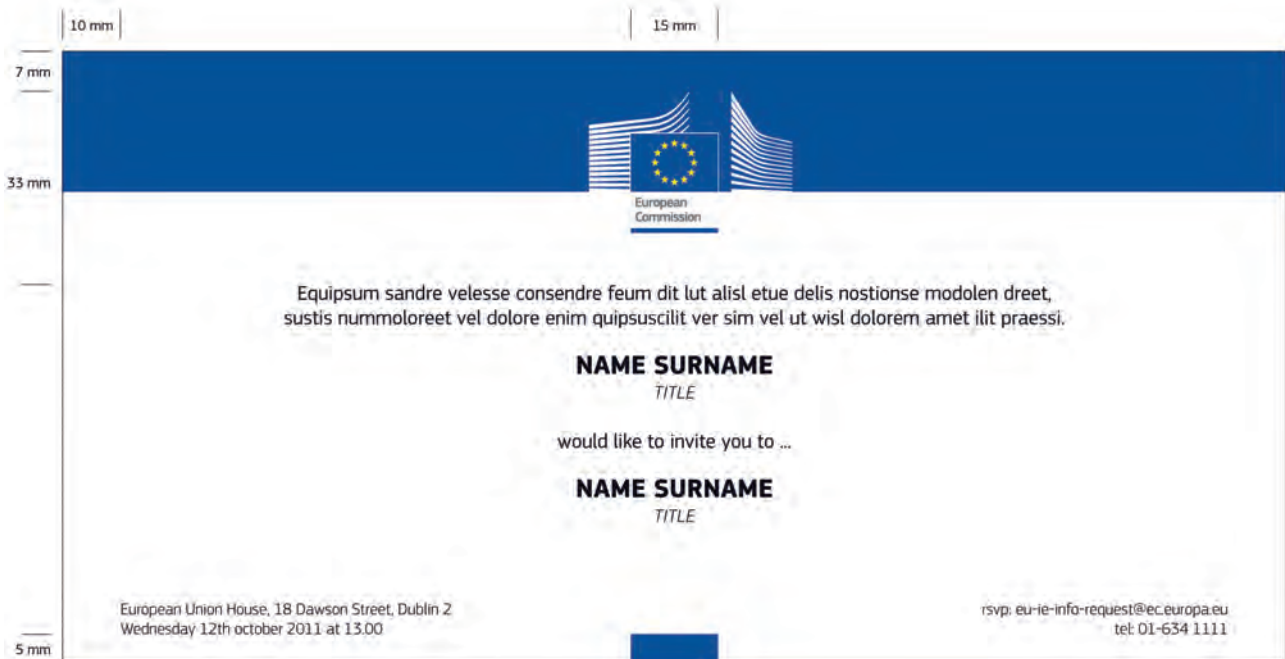 10 mm
15 mm
7 mm
33 mm
European
Commission
Equipsum sandre velesse consendre feum dit lut alisl etue delis nostionse modolen dreet,
sustis nummoloreet vel dolore enim quipsuscilit ver sim vel ut wisl dolorem amet ilit praessi.
NAME SURNAME
TITLE
would like to invite you to ...
NAME SURNAME
TITLE
European Union House, 18 Dawson Street, Dublin 2
Wednesday 12th october 2011 at 13.00
rsvp: eu-ie-info-request@ec.europa.eu
tel: 01-634 1111
5 mm